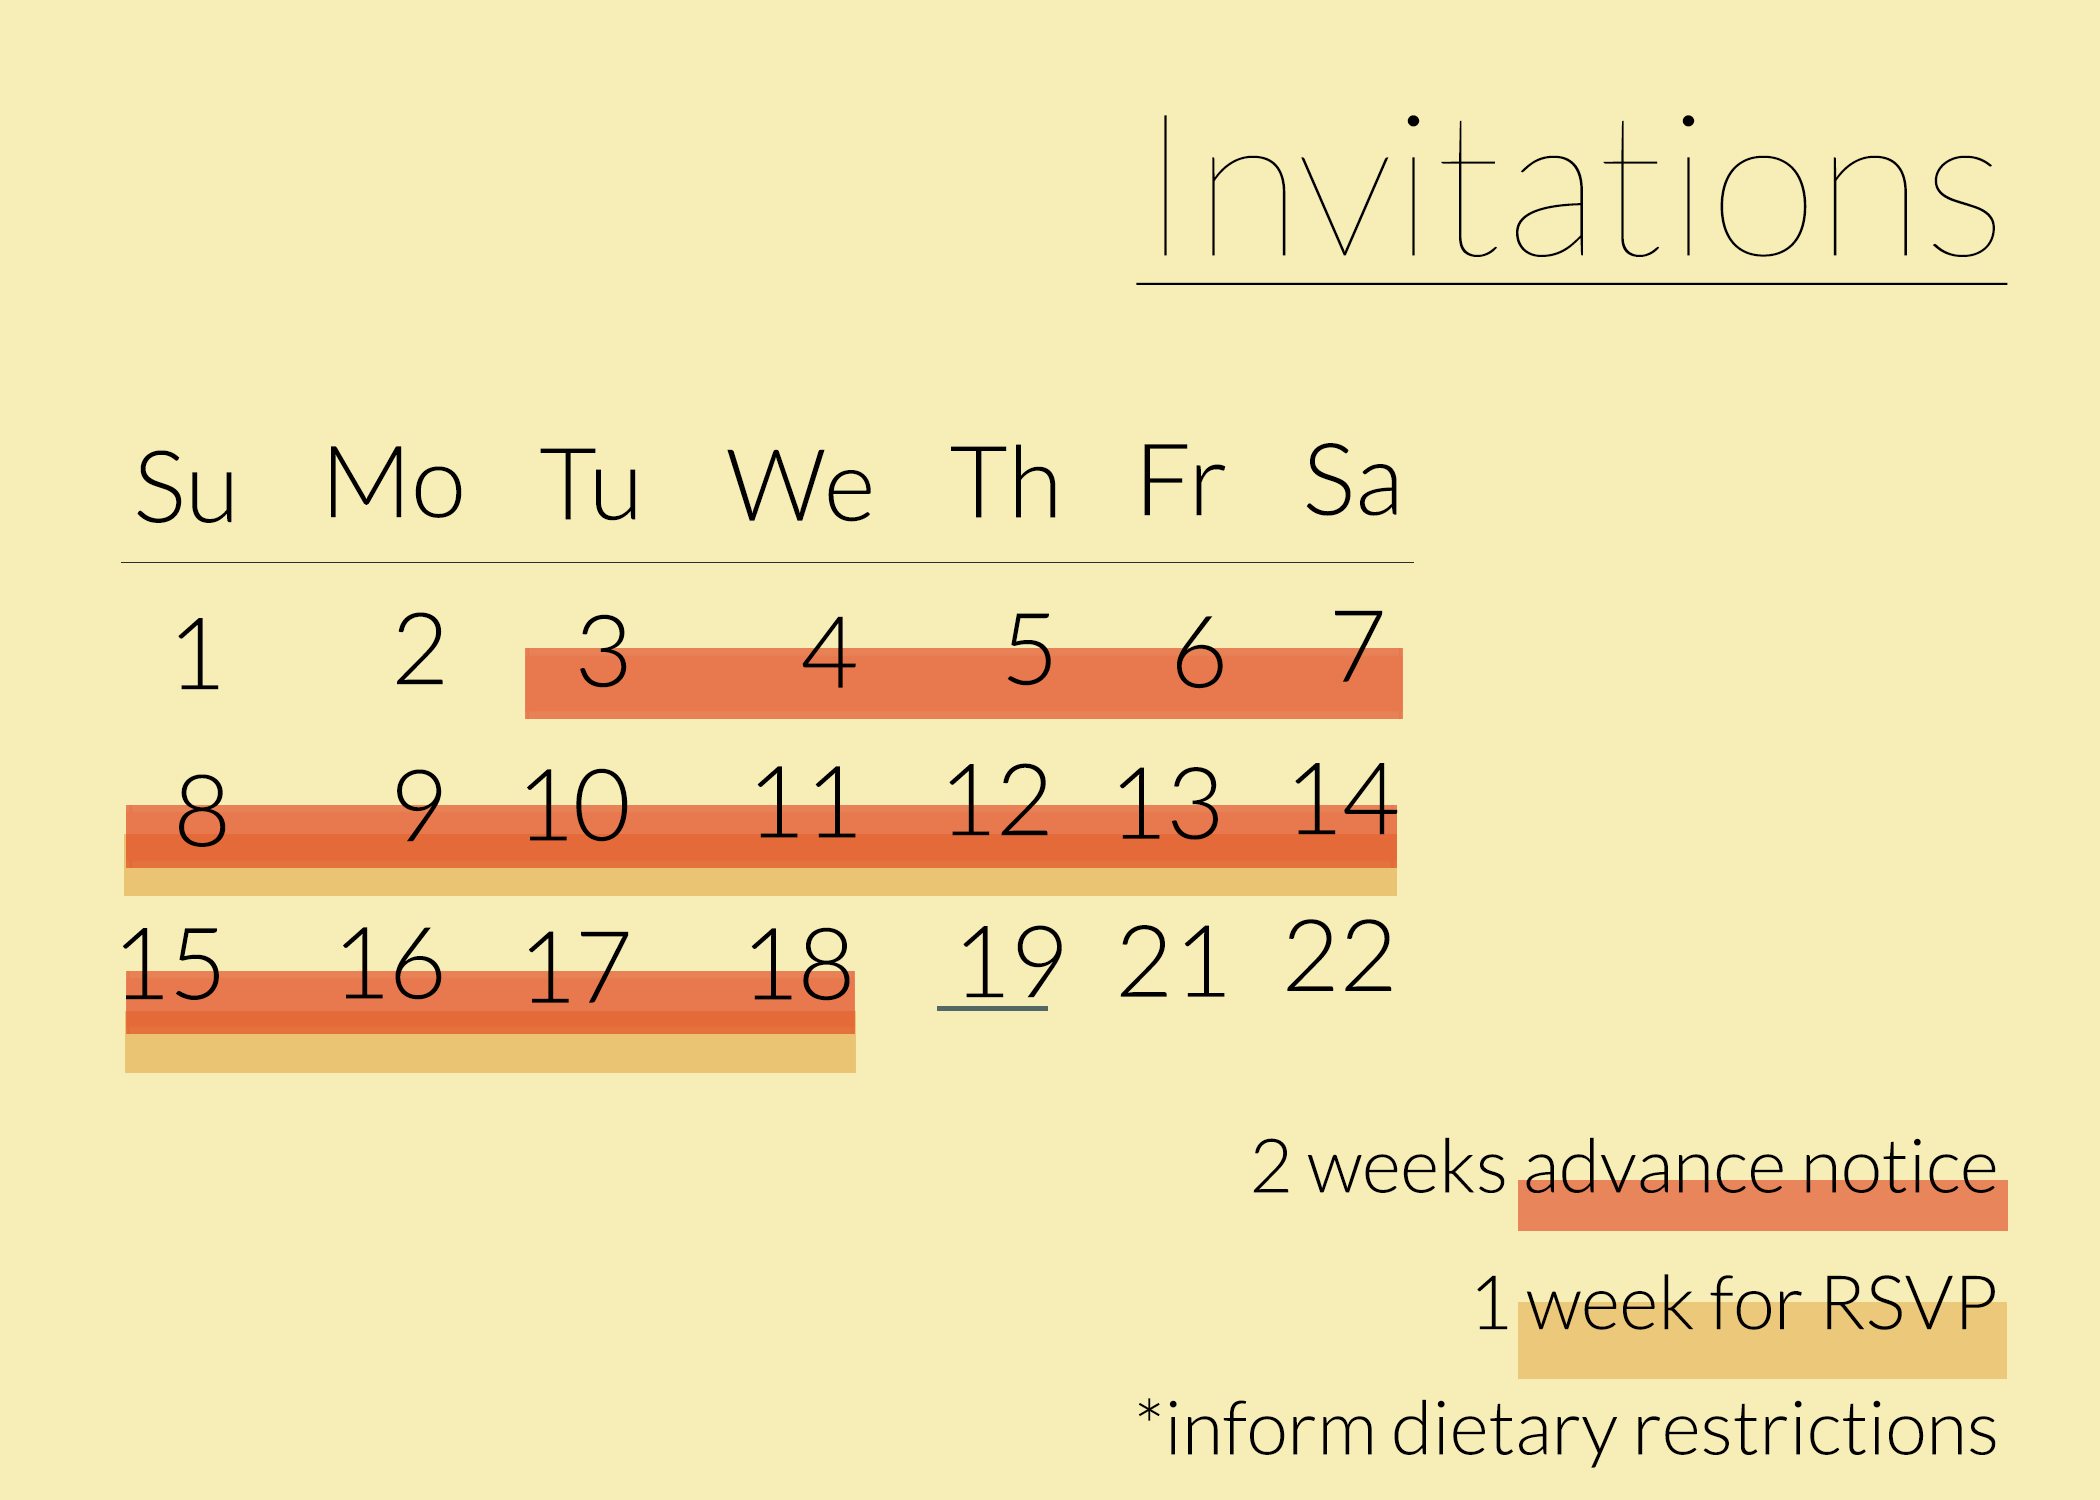 Invitations
Su Mo Tu We Th Fr Sa
1 2 3 4 5 6 7
8 9 10 11 12 13 14
15 16 17 18 19 21 22
2 weeks advance notice
1 week for RSVP
*inform dietary restrictions